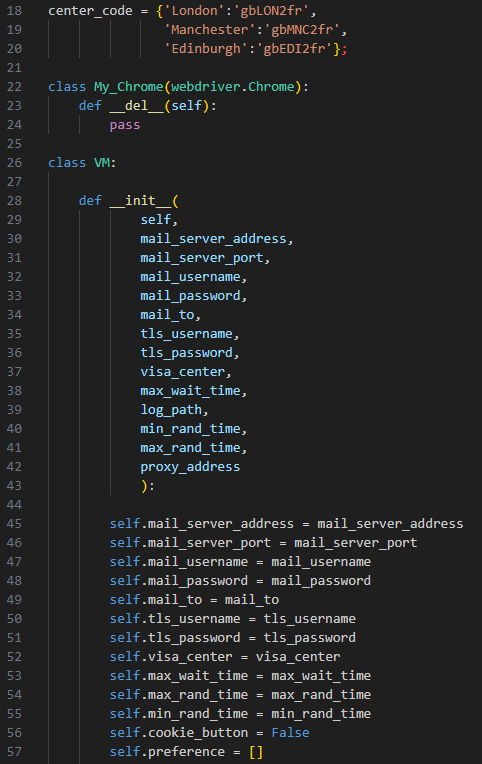 18 center_code = {'London':'gbLON2fr',
19 'Manchester':'gbMNC2fr',
20 'Edinburgh':'gbEDI2fr'};
21
22 class My_Chrome(webdriver.Chrome):
23 def __del__(self):
24 pass
25
26 class VM:
27
28 def __init__(
29 self,
30 mail_server_address,
31 mail_server_port,
32 mail_username,
33 mail_password,
34 mail_to,
35 tls_username,
36 tls_password,
37 visa_center,
38 max_wait_time,
39 log_path,
40 min_rand_time,
41 max_rand_time,
42 proxy_address
43 ):
44
45 self.mail_server_address = mail_server_address
46 self.mail_server_port = mail_server_port
47 self.mail_username = mail_username
48 self.mail_password = mail_password
49 self.mail_to = mail_to
50 self.tls_username = tls_username
51 self.tls_password = tls_password
52 self.visa_center = visa_center
53 self.max_wait_time = max_wait_time
54 self.max_rand_time = max_rand_time
55 self.min_rand_time = min_rand_time
56 self.cookie_button = False
57 self.preference = []